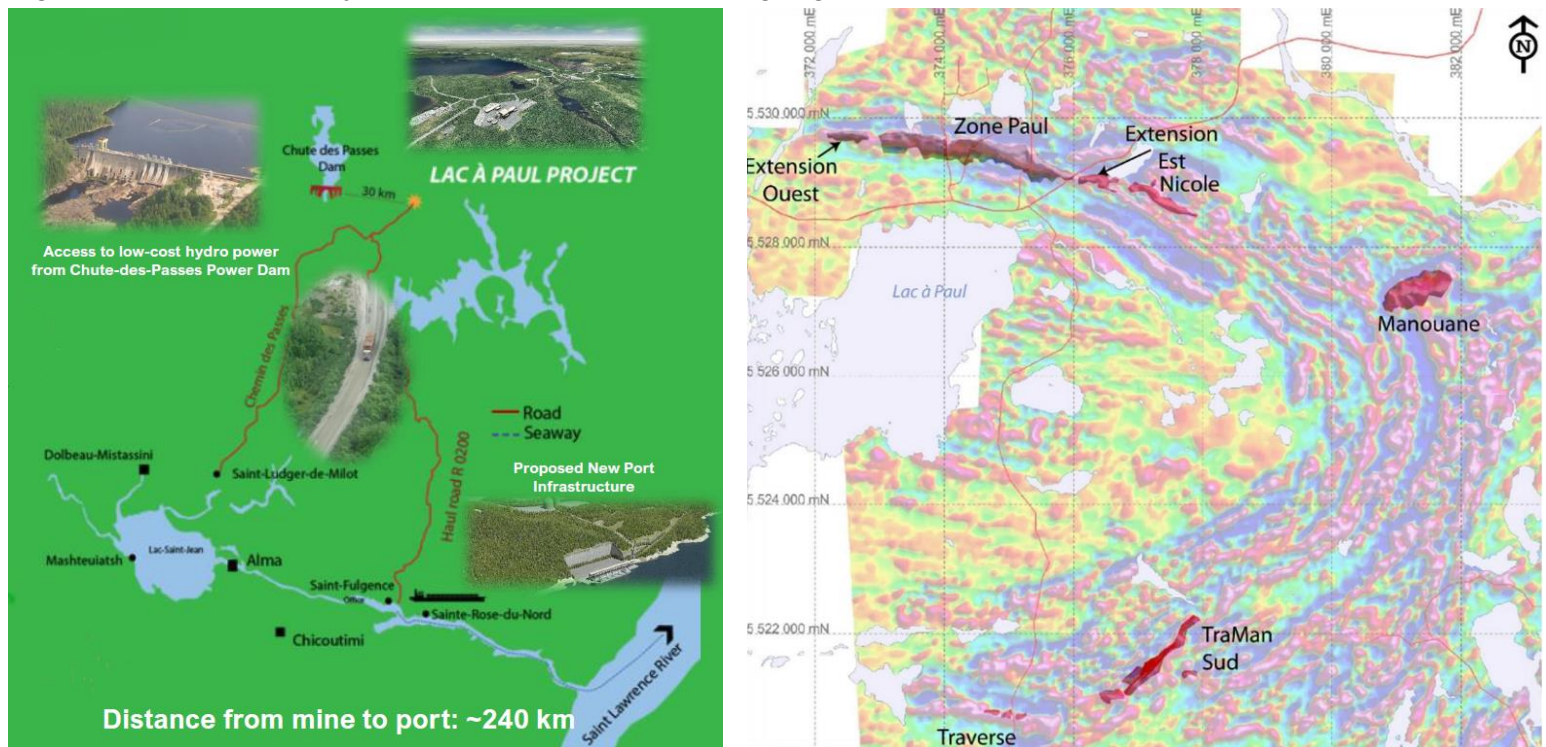 LAC À PAUL PROJECT
Chute des Passes
Dam
30 km
Access to low-cost hydro power
from Chute-des-Passes Power Dam
Chemin des Passes
Road
Seaway
Haul road R 0200
Dolbeau-Mistassini
Saint-Ludger-de-Milot
Proposed New Port
Infrastructure
Mashteuiatsh
Lac-Saint-Jean
Alma
Saint-Fulgence
Office
Sainte-Rose-du-Nord
Chicoutimi
Saint Lawrence River
Distance from mine to port: ~240 km
372 000 mE
374 000 mE
376 000 mE
378 000 mE
380 000 mE
382 000 mE
N
5 530 000 mN
Zone Paul
Extension
Est
Nicole
Extension
Ouest
5 528 000 mN
Lac à Paul
Manouane
5 526 000 mN
5 524 000 mN
5 522 000 mN
TraMan
Sud
Traverse